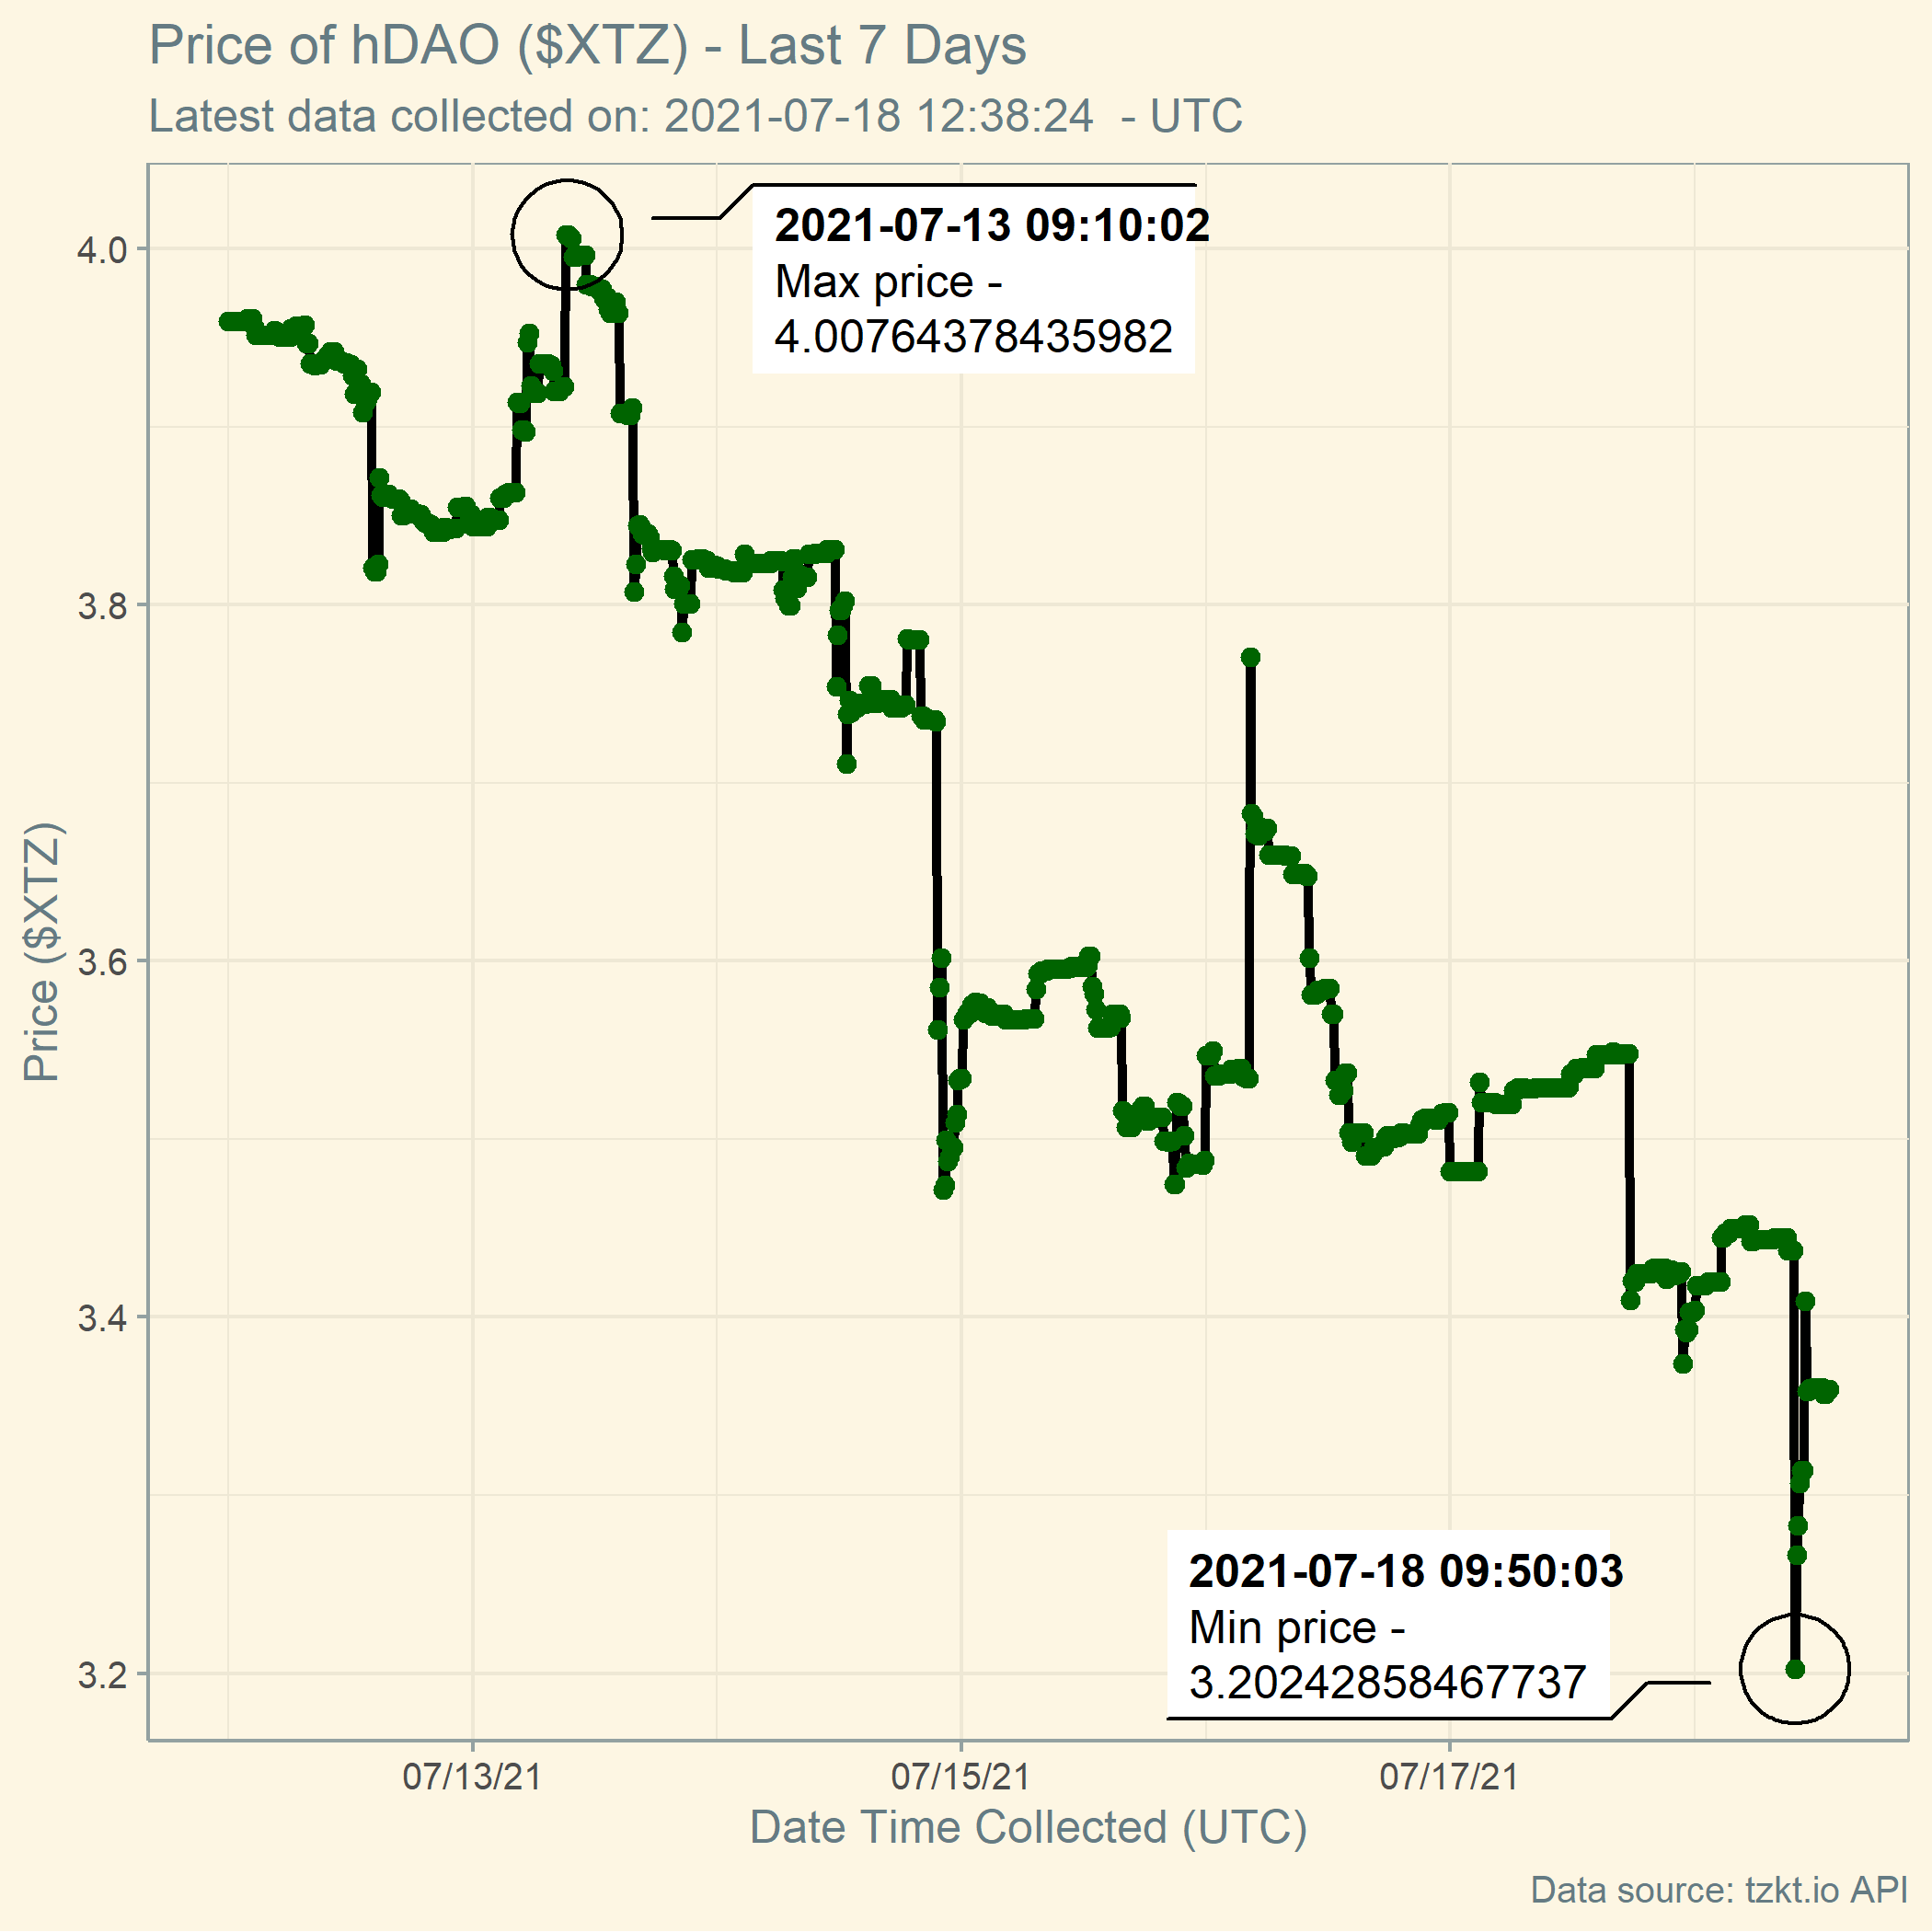 Price of hDAO ($XTZ) - Last 7 Days
Latest data collected on: 2021-07-18 12:38:24  - UTC
2021-07-13 09:10:02
Max price -
4.00764378435982
4.0
3.8
3.6
3.4
3.2
Price ($XTZ)
2021-07-18 09:50:03
Min price -
3.20242858467737
07/13/21
07/15/21
07/17/21
Date Time Collected (UTC)
Data source: tzkt.io API